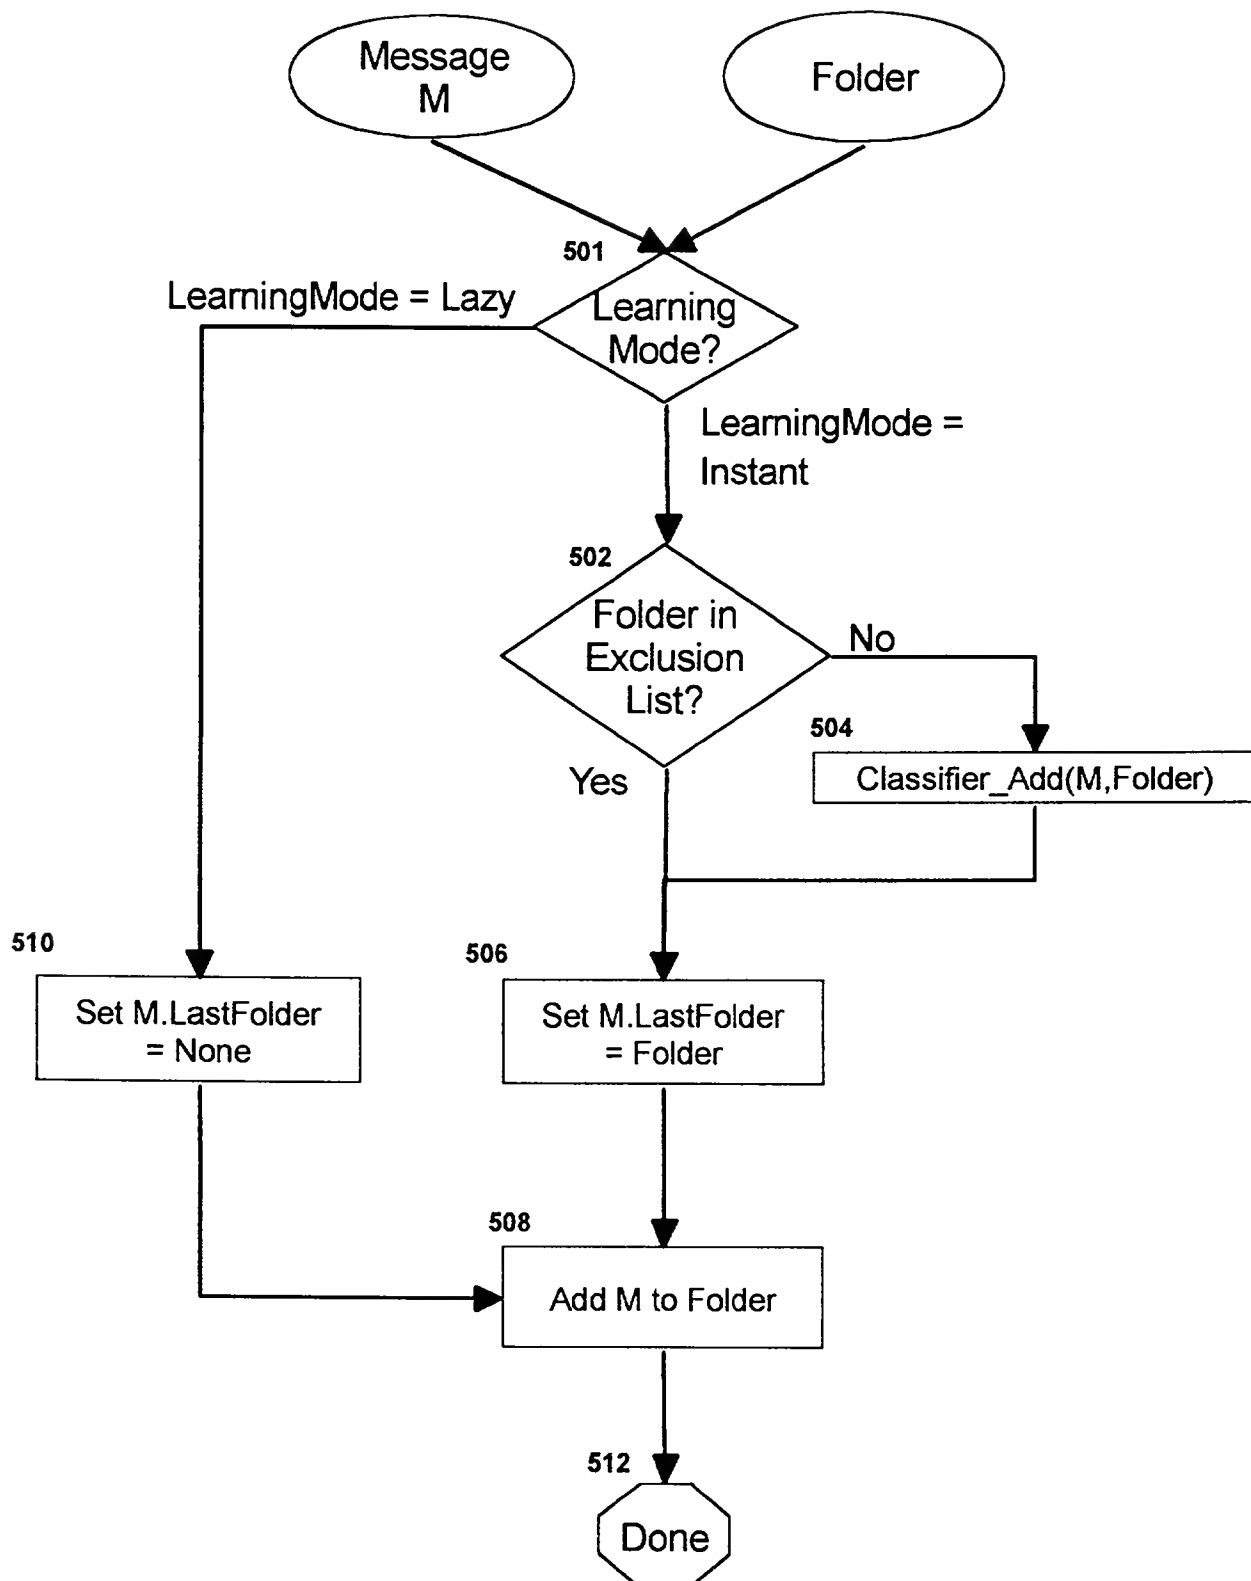 Message
M
Folder
501
LearningMode = Lazy
Learning
Mode?
LearningMode =
Instant
502
Folder in
Exclusion
List?
No
Yes
504
Classifier_Add(M,Folder)
510
Set M.LastFolder
= None
506
Set M.LastFolder
= Folder
508
Add M to Folder
512
Done